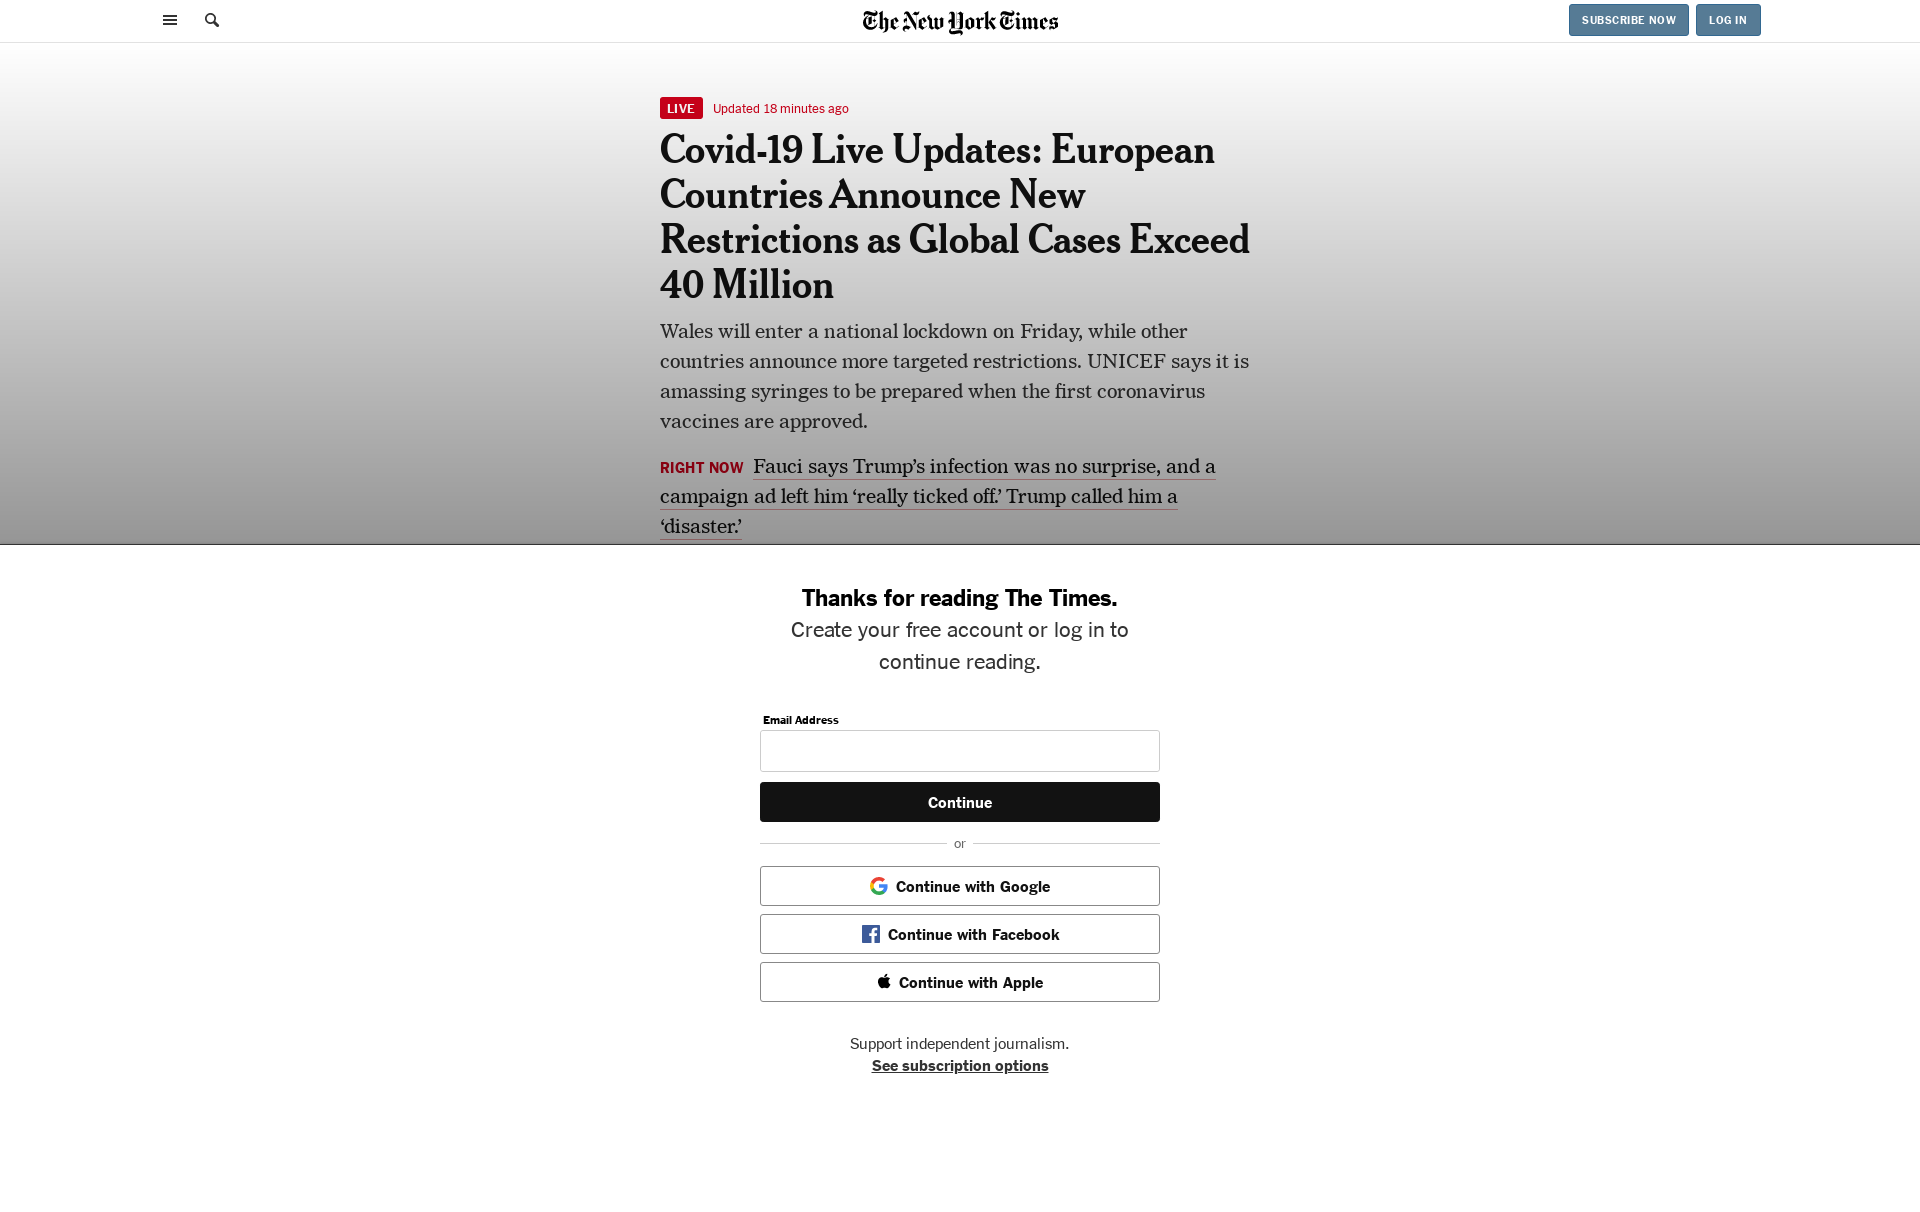 The New York Times
SUBSCRIBE NOW
LOG IN
LIVE
Updated 18 minutes ago
Covid-19 Live Updates: European
Countries Announce New
Restrictions as Global Cases Exceed
40 Million
Wales will enter a national lockdown on Friday, while other
countries announce more targeted restrictions. UNICEF says it is
amassing syringes to be prepared when the first coronavirus
vaccines are approved.
RIGHT NOW Fauci says Trump’s infection was no surprise, and a
campaign ad left him ‘really ticked off.’ Trump called him a
‘disaster.’
Thanks for reading The Times.
Create your free account or log in to
continue reading.
Email Address
Continue
or
Continue with Google
Continue with Facebook
Continue with Apple
Support independent journalism.
See subscription options